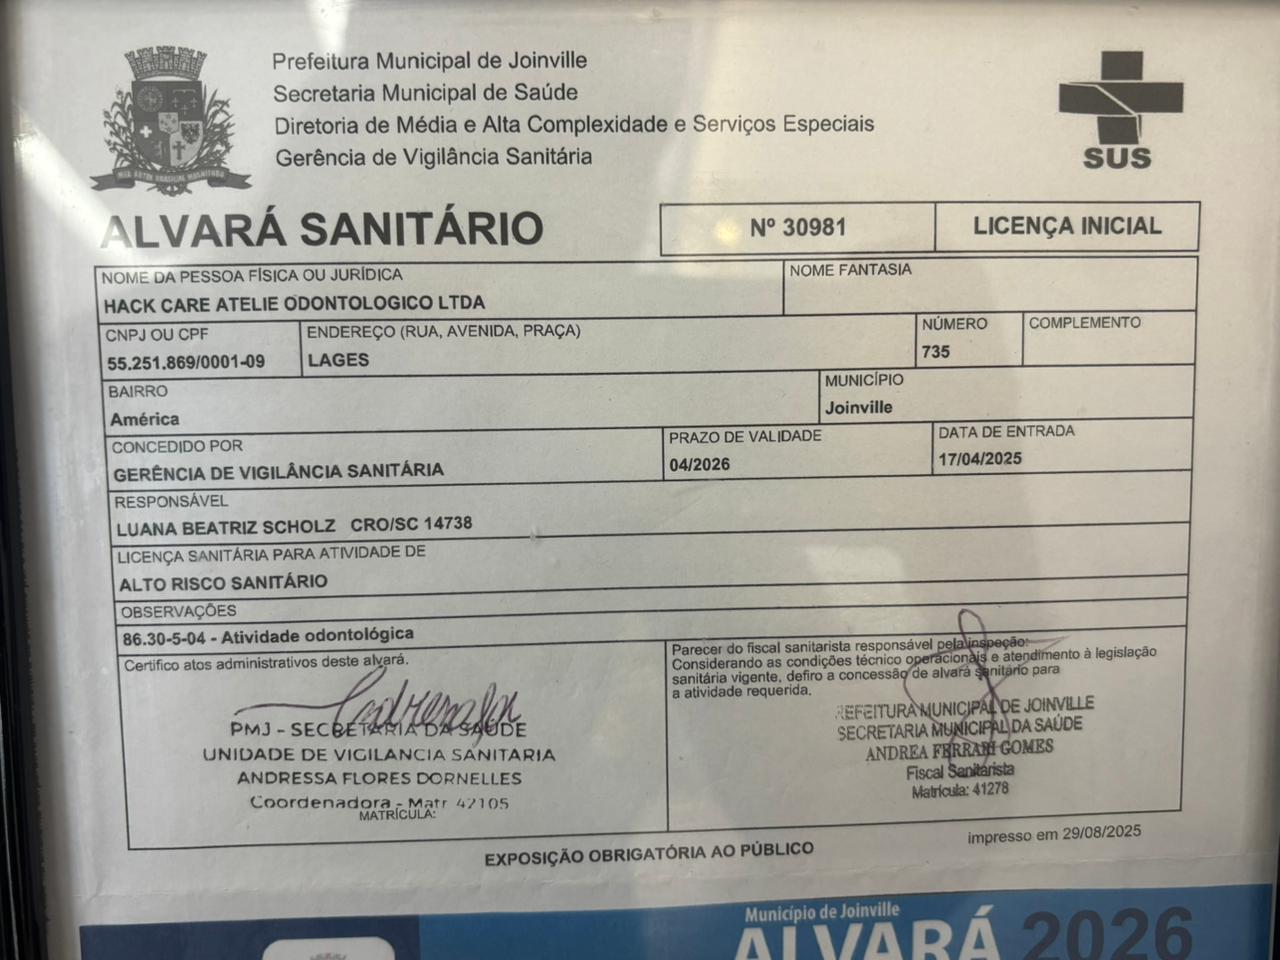 Prefeitura Municipal de Joinville
Secretaria Municipal de Saúde
Diretoria de Média e Alta Complexidade e Serviços Especiais
Gerência de Vigilância Sanitária
SUS
ALVARÁ SANITÁRIO
Nº 30981
LICENÇA INICIAL
NOME DA PESSOA FÍSICA OU JURÍDICA
HACK CARE ATELIE ODONTOLOGICO LTDA
NOME FANTASIA
CNPJ OU CPF
55.251.869/0001-09
ENDEREÇO (RUA, AVENIDA, PRAÇA)
LAGES
NÚMERO
735
COMPLEMENTO
BAIRRO
América
MUNICÍPIO
Joinville
CONCEDIDO POR
GERÊNCIA DE VIGILÂNCIA SANITÁRIA
PRAZO DE VALIDADE
04/2026
DATA DE ENTRADA
17/04/2025
RESPONSÁVEL
LUANA BEATRIZ SCHOLZ CRO/SC 14738
LICENÇA SANITÁRIA PARA ATIVIDADE DE
ALTO RISCO SANITÁRIO
OBSERVAÇÕES
86.30-5-04 - Atividade odontológica
Certifico atos administrativos deste alvará.
PMJ - SECRETARIA DA SAÚDE
UNIDADE DE VIGILANCIA SANITARIA
ANDRESSA FLORES DORNELLES
Coordenadora - Matr 42105
MATRÍCULA:
Parecer do fiscal sanitarista responsável pela inspeção:
Considerando as condições técnico operacionais e atendimento à legislação
sanitária vigente, defiro a concessão de alvará sanitário para
a atividade requerida.
REFEITURA MUNICIPAL DE JOINVILLE
SECRETARIA MUNICIPAL DA SAÚDE
ANDREA FERRARI GOMES
Fiscal Sanitarista
Matrícula: 41278
impresso em 29/08/2025
EXPOSIÇÃO OBRIGATÓRIA AO PÚBLICO
Município de Joinville
ALVARÁ 2026